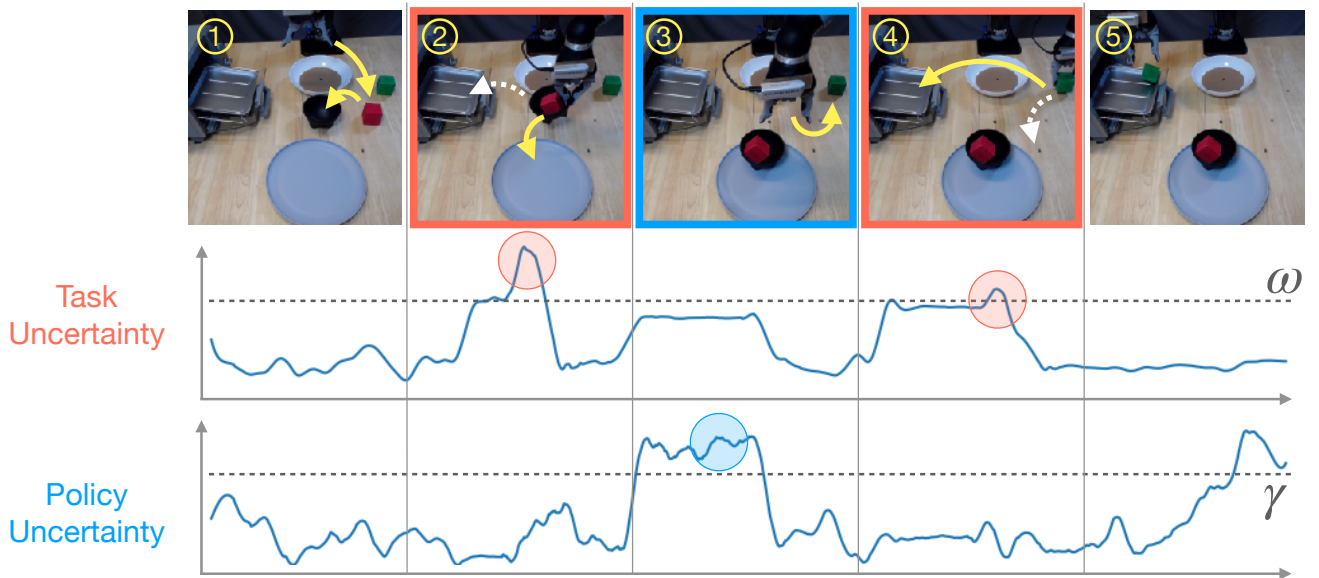 ① ② ③ ④ ⑤
Task
Uncertainty
ω
Policy
Uncertainty
γ